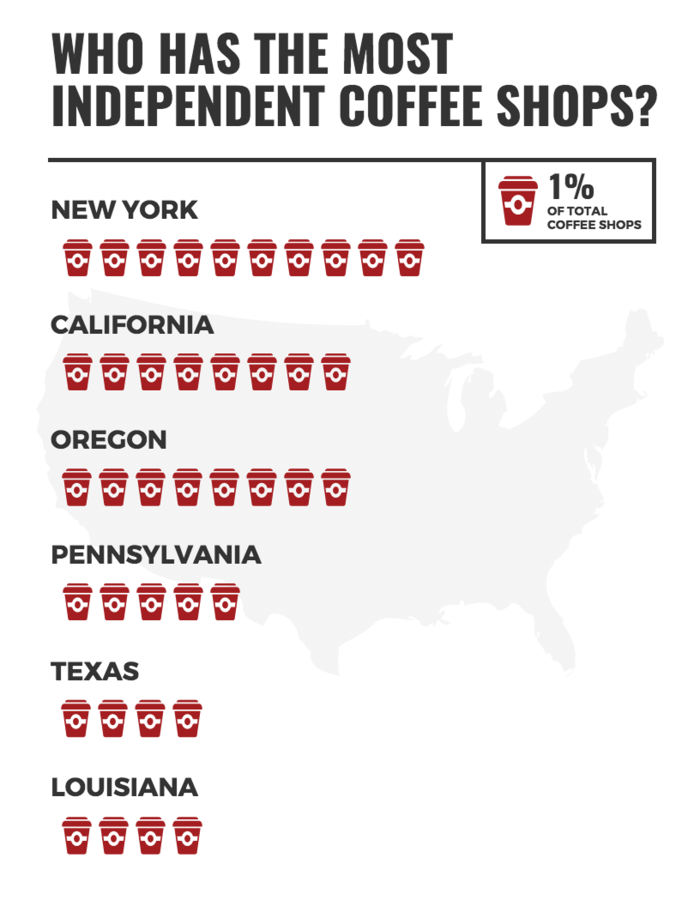 WHO HAS THE MOST
INDEPENDENT COFFEE SHOPS?
1%
OF TOTAL
COFFEE SHOPS
NEW YORK
CALIFORNIA
OREGON
PENNSYLVANIA
TEXAS
LOUISIANA